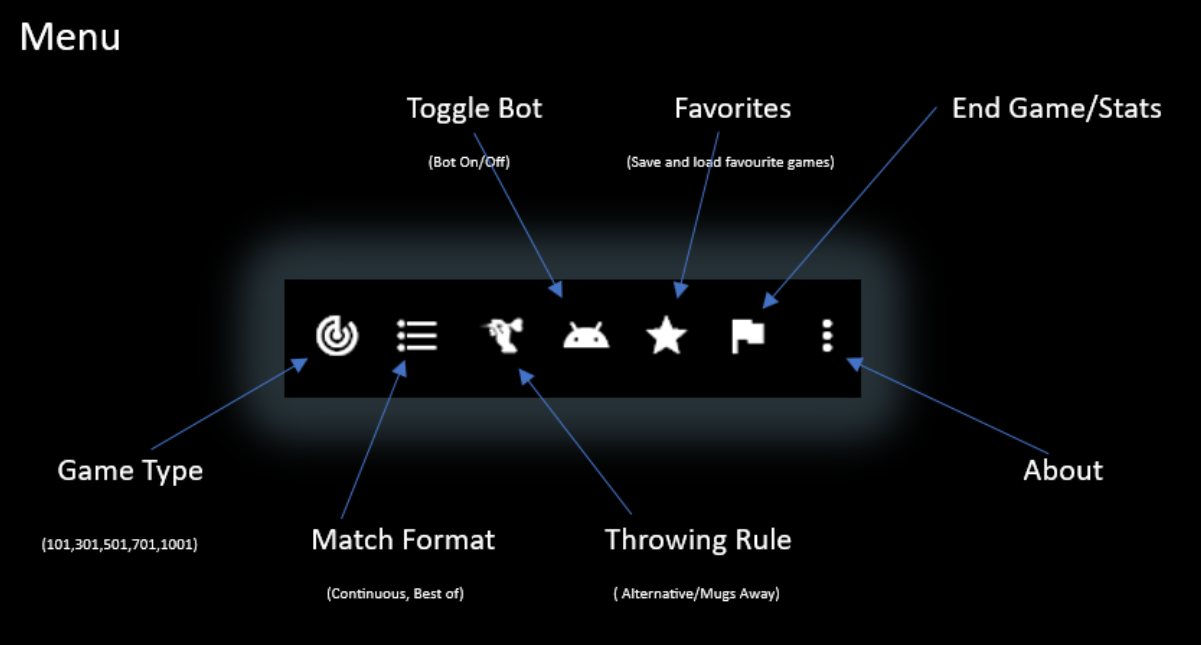 Menu
Toggle Bot
(Bot On/Off)
Favorites
(Save and load favourite games)
End Game/Stats
Game Type
(101,301,501,701,1001)
Match Format
(Continuous, Best of)
Throwing Rule
( Alternative/Mugs Away)
About